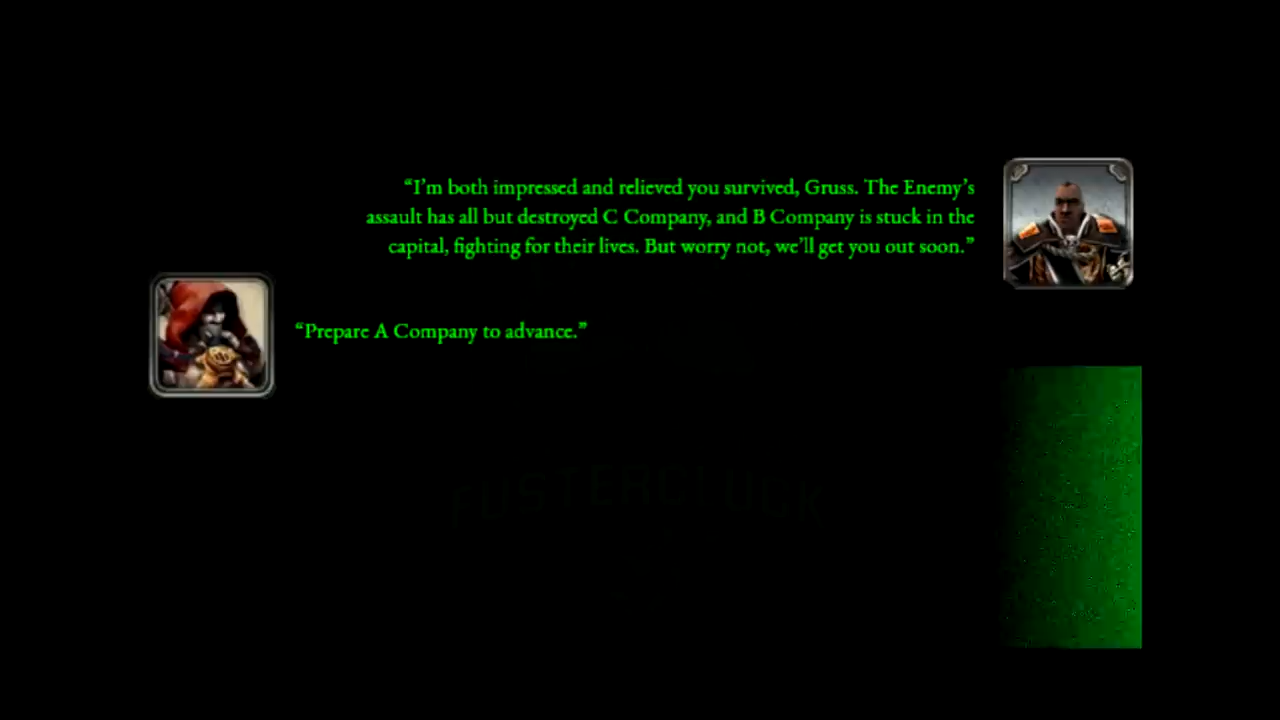 “I’m both impressed and relieved you survived, Gruss. The Enemy’s
assault has all but destroyed C Company, and B Company is stuck in the
capital, fighting for their lives. But worry not, we’ll get you out soon.”
“Prepare A Company to advance.”
FUSTERCLUCK